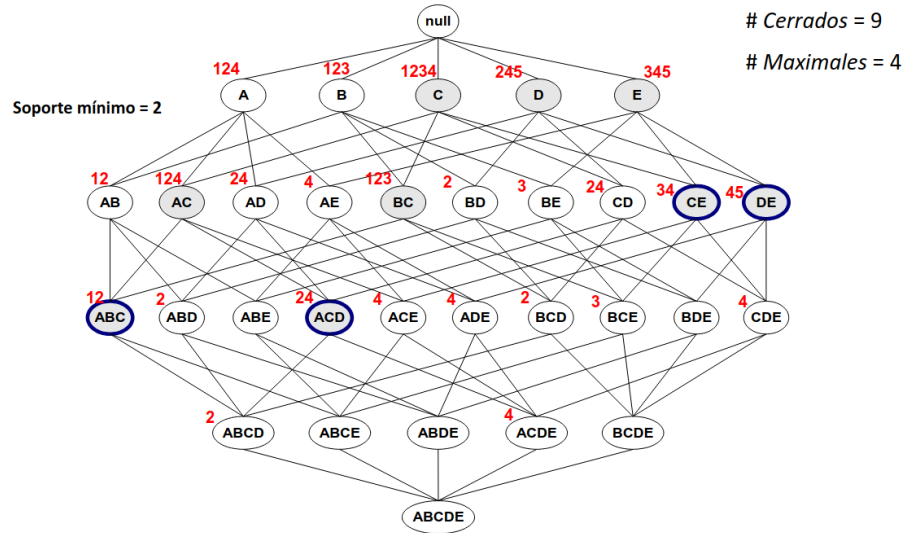 null
# Cerrados = 9
# Maximales = 4
124 123 1234 245 345
A B C D E
Soporte mínimo = 2
12 124 24 4 123 2 3 24 34 45
AB AC AD AE BC BD BE CD CE DE
12 2 24 4 4 2 3 4
ABC ABD ABE ACD ACE ADE BCD BCE BDE CDE
2 4
ABCD ABCE ABDE ACDE BCDE
ABCDE